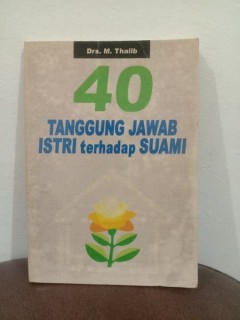 Drs. M. Thalib
40
TANGGUNG JAWAB
ISTRI terhadap SUAMI